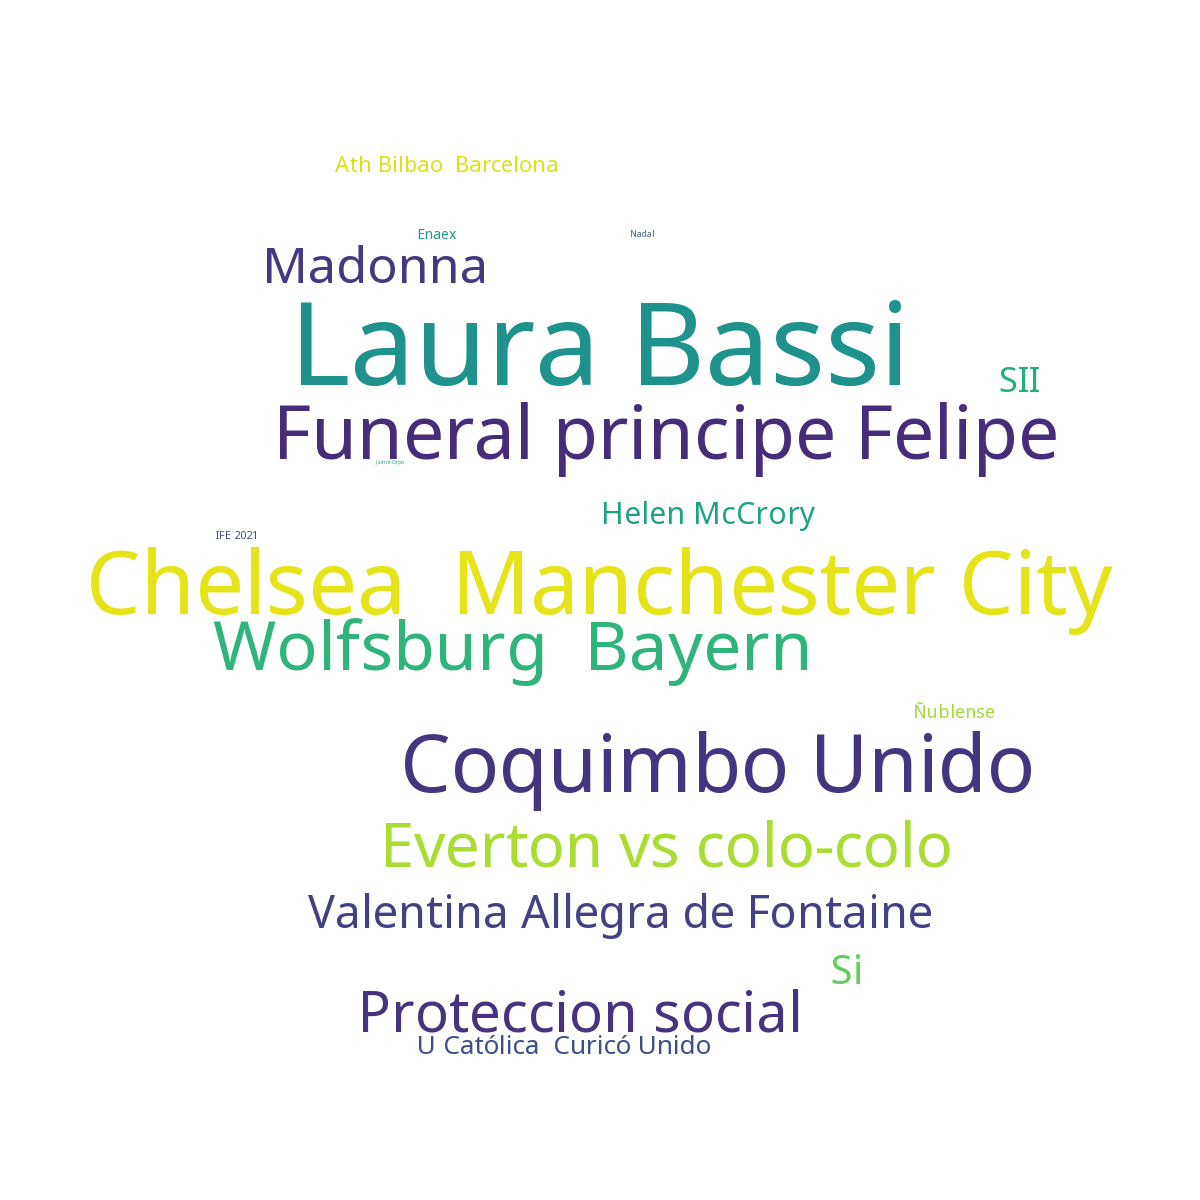 Ath Bilbao  Barcelona
Enaex
Nadal
Madonna
Laura Bassi
SII
Funeral principe Felipe
Jaime Orpis
Helen McCrory
IFE 2021
Chelsea  Manchester City
Wolfsburg  Bayern
Ñublense
Coquimbo Unido
Everton vs colo-colo
Valentina Allegra de Fontaine
Si
Proteccion social
U Católica  Curicó Unido